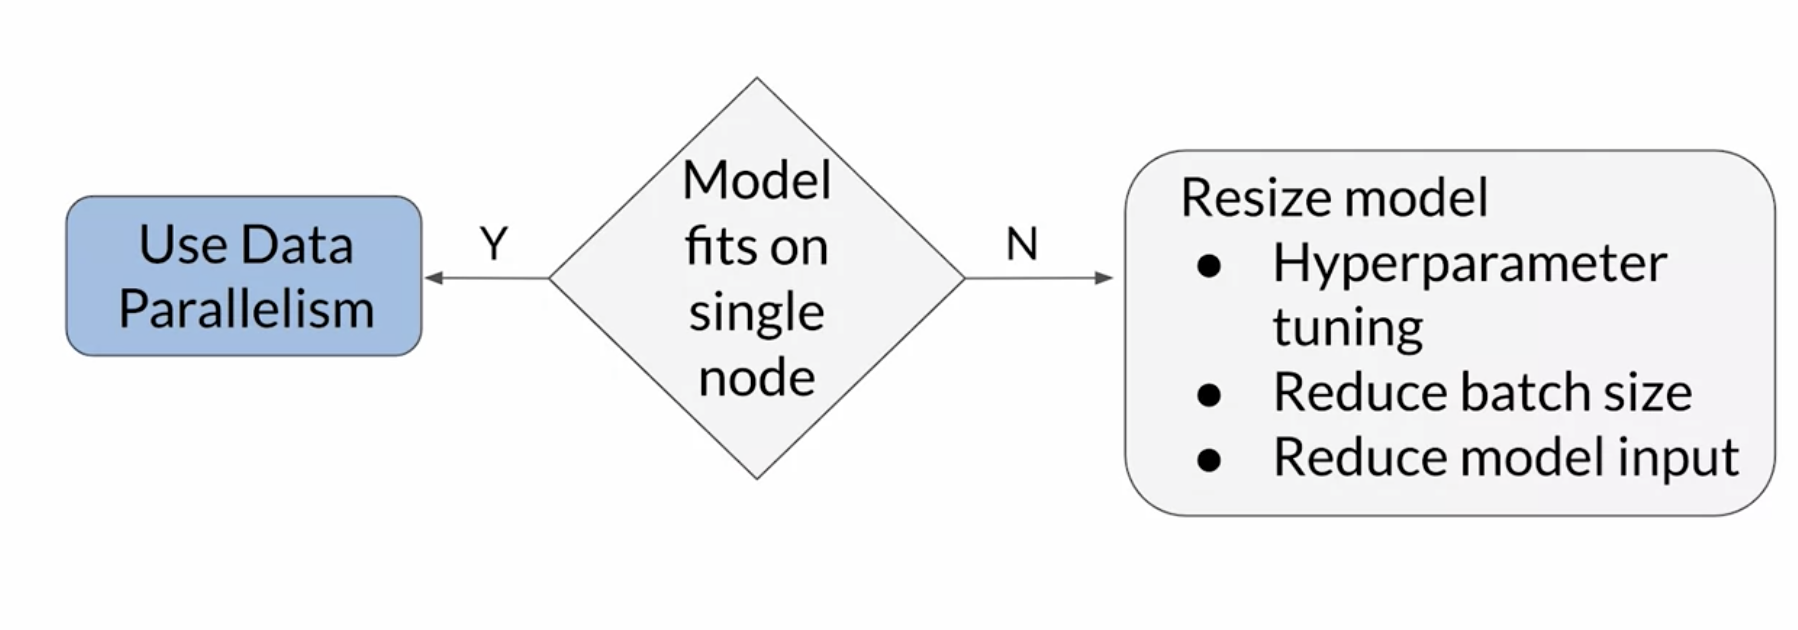 Use Data
Parallelism
Y
Model
fits on
single
node
N
Resize model
● Hyperparameter
tuning
● Reduce batch size
● Reduce model input